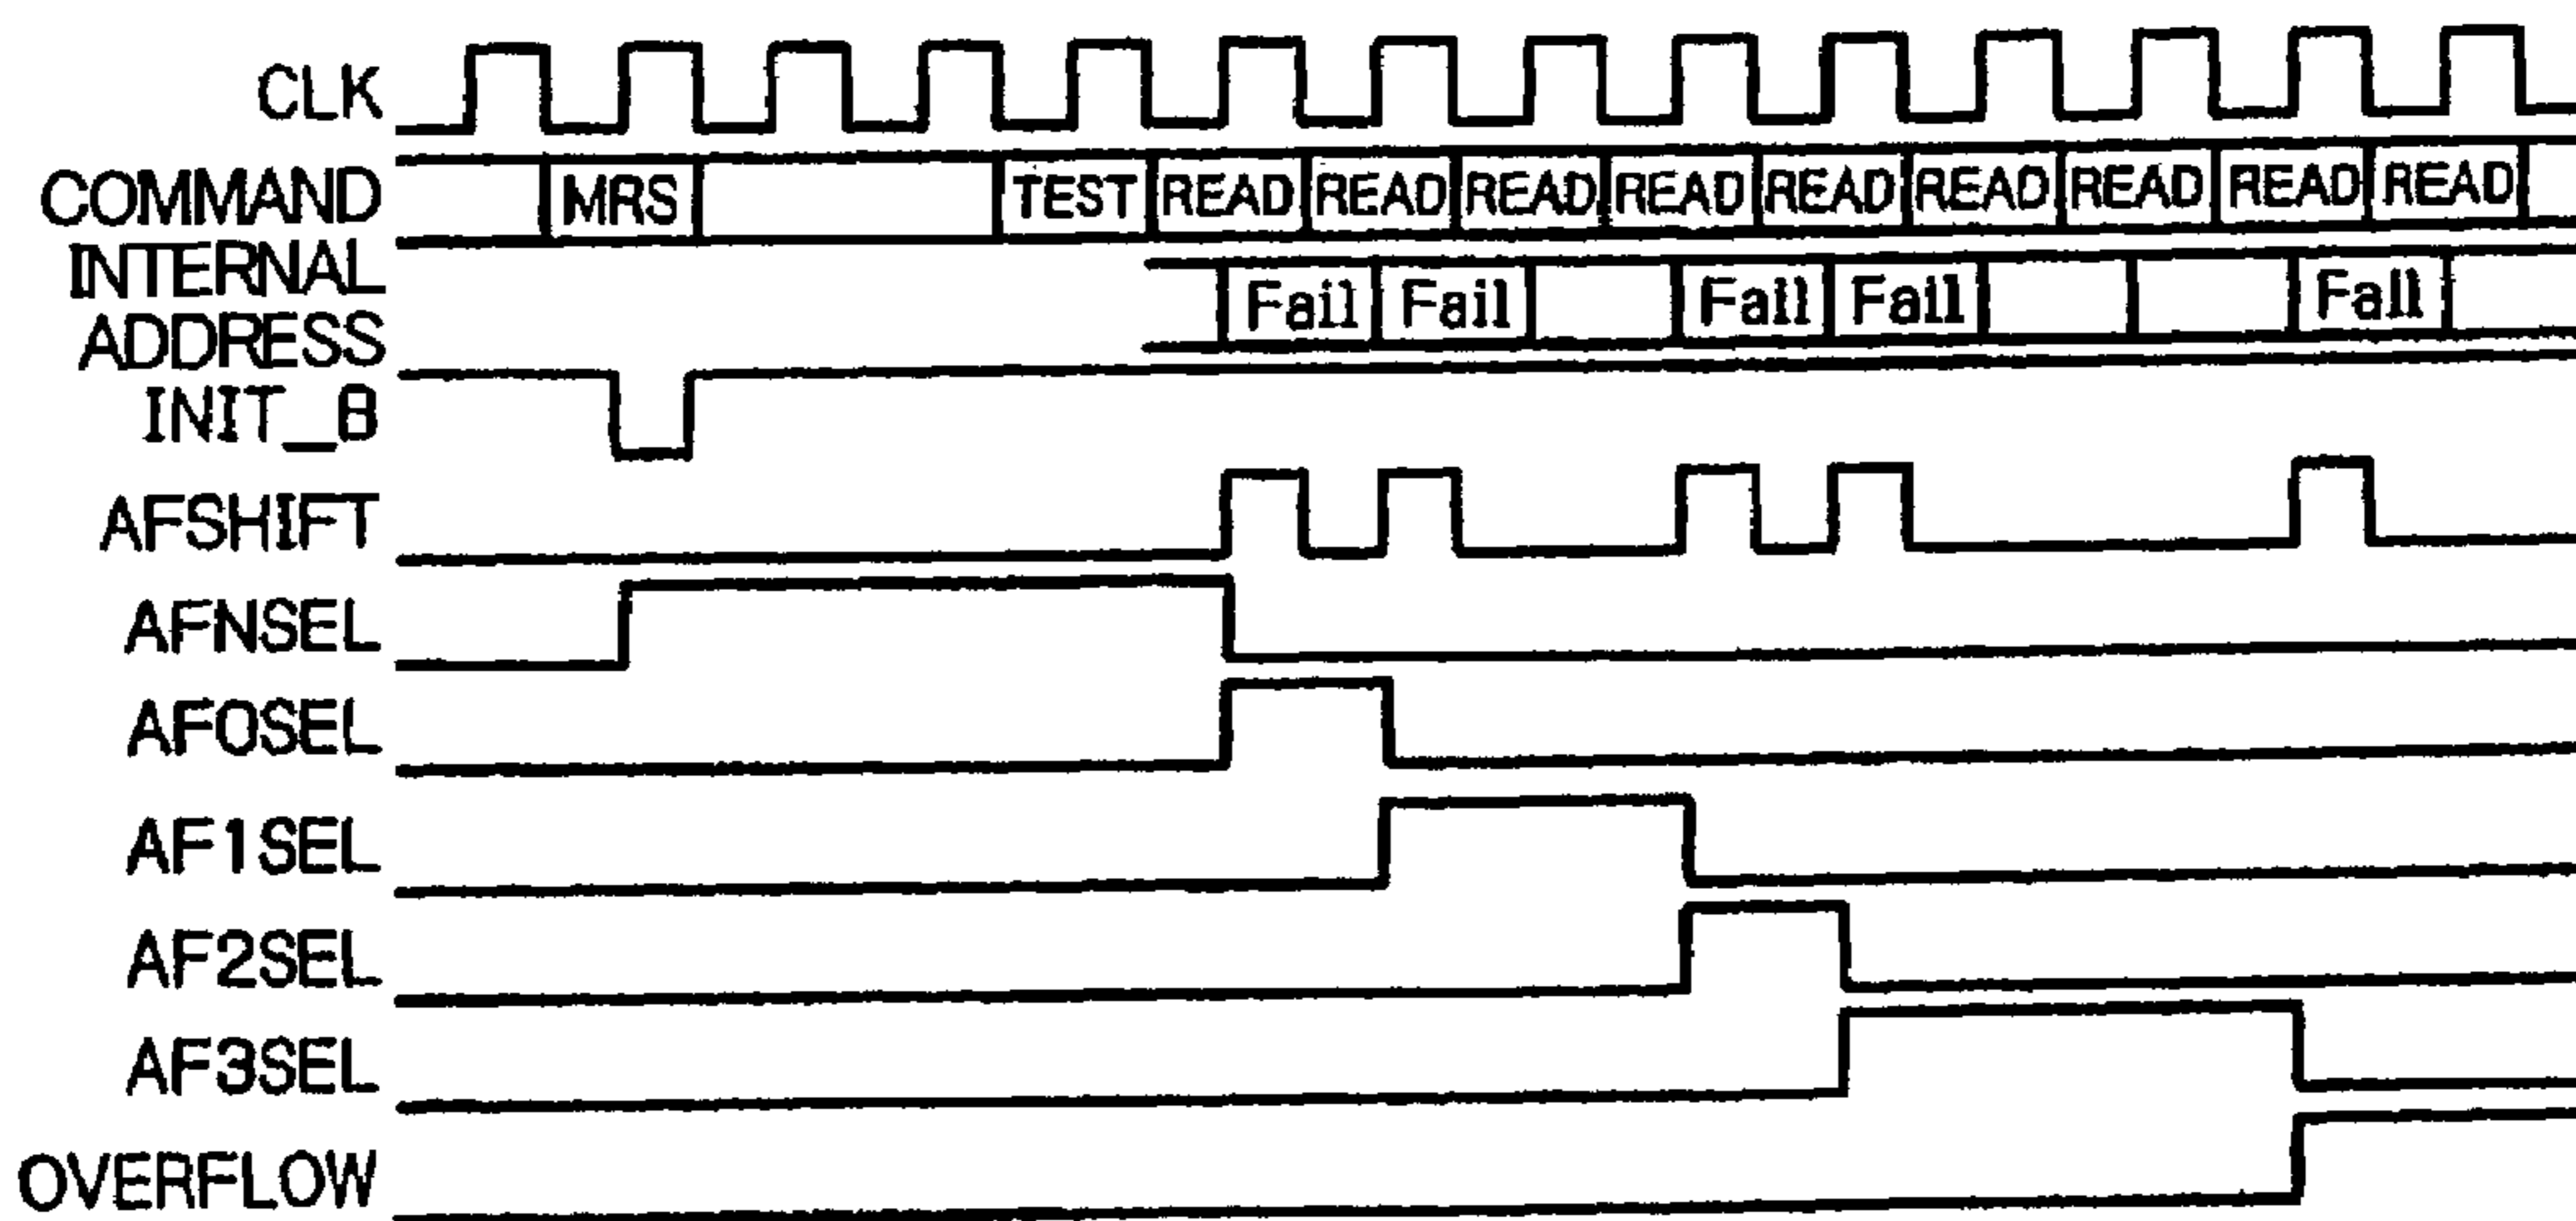 CLK
COMMAND MRS TEST READ READ READ READ READ READ READ READ READ
INTERNAL
ADDRESS Fail Fail Fail Fail Fail
INIT_B
AFSHIFT
AFNSEL
AF0SEL
AF1SEL
AF2SEL
AF3SEL
OVERFLOW